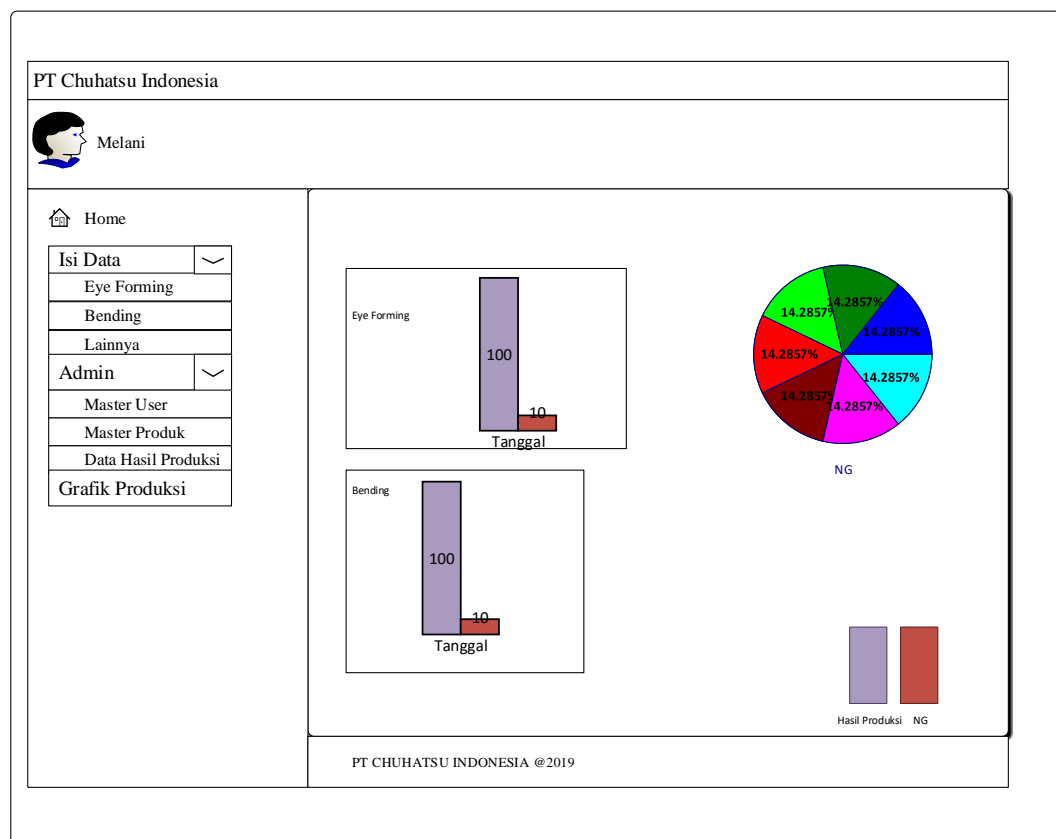 PT Chuhatsu Indonesia
Melani
Home
Isi Data
Eye Forming
Bending
Lainnya
Admin
Master User
Master Produk
Data Hasil Produksi
Grafik Produksi
Eye Forming
100
10
Tanggal
Bending
100
10
Tanggal
14.2857%
14.2857%
14.2857%
14.2857%
14.2857%
14.2857%
14.2857%
NG
Hasil Produksi
NG
PT CHUHATSU INDONESIA @2019